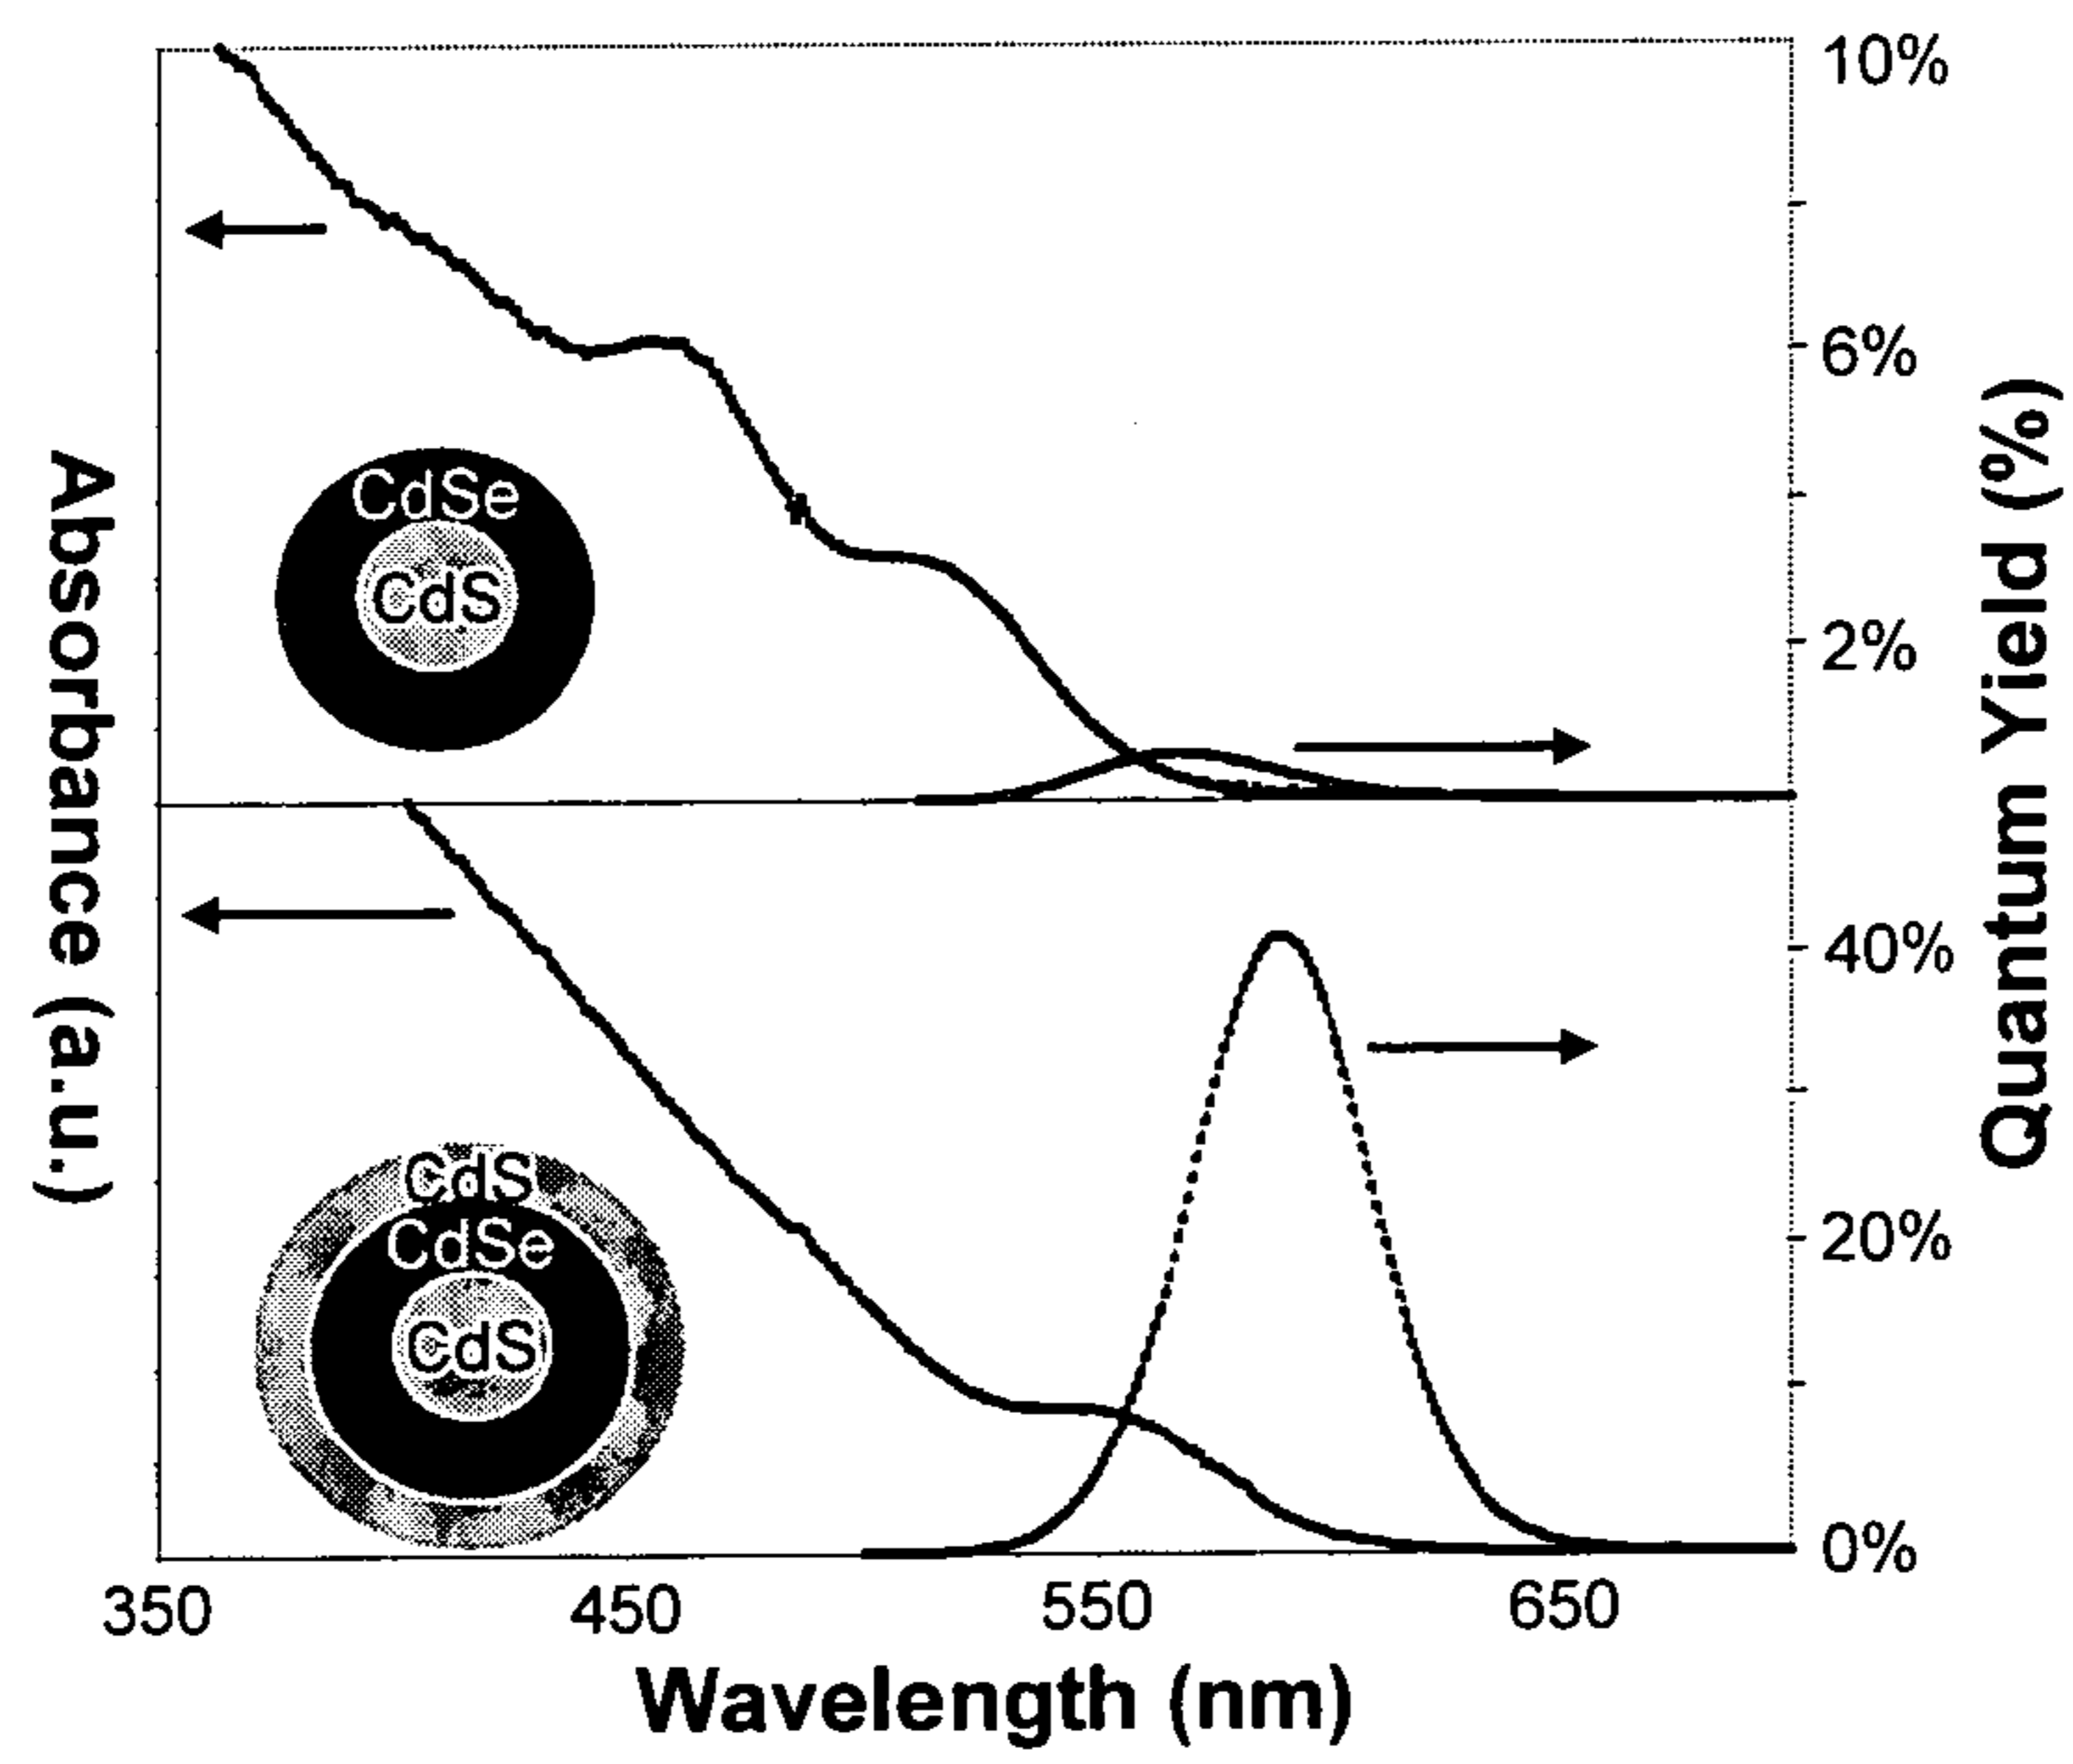 10%
6%
2%
CdSe
CdS
Absorbance (a.u.)
Quantum Yield (%)
40%
20%
0%
CdS
CdSe
CdS
350
450
550
650
Wavelength (nm)